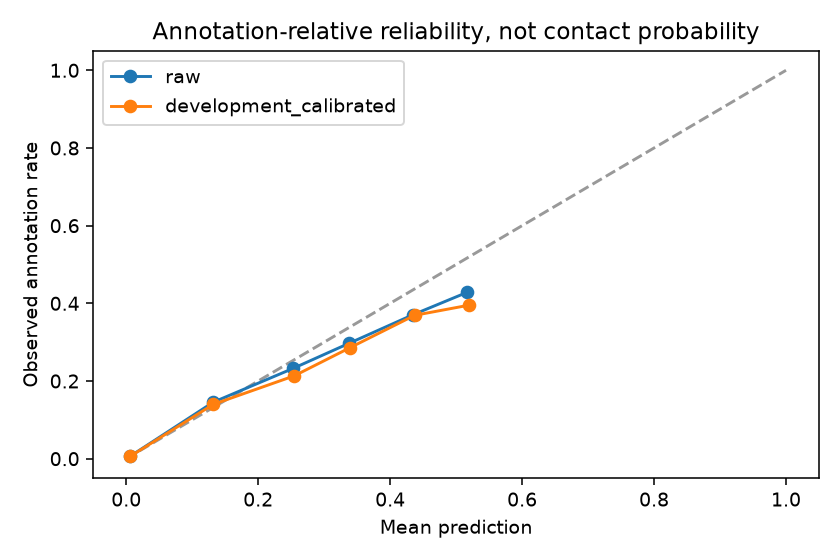 Annotation-relative reliability, not contact probability
raw
development_calibrated
Observed annotation rate
1.0
0.8
0.6
0.4
0.2
0.0
0.0 0.2 0.4 0.6 0.8 1.0
Mean prediction